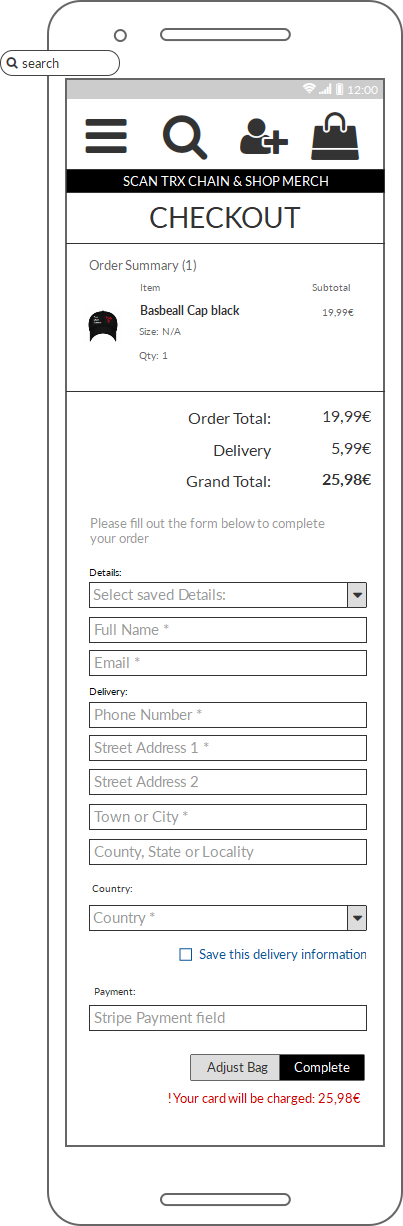 search
12:00
SCAN TRX CHAIN & SHOP MERCH
CHECKOUT
Order Summary (1)
Item Subtotal
Basbeall Cap black 19,99€
Size: N/A
Qty: 1
Order Total: 19,99€
Delivery 5,99€
Grand Total: 25,98€
Please fill out the form below to complete
your order
Details:
Select saved Details:
Full Name *
Email *
Delivery:
Phone Number *
Street Address 1 *
Street Address 2
Town or City *
County, State or Locality
Country:
Country *
Save this delivery information
Payment:
Stripe Payment field
Adjust Bag Complete
!Your card will be charged: 25,98€